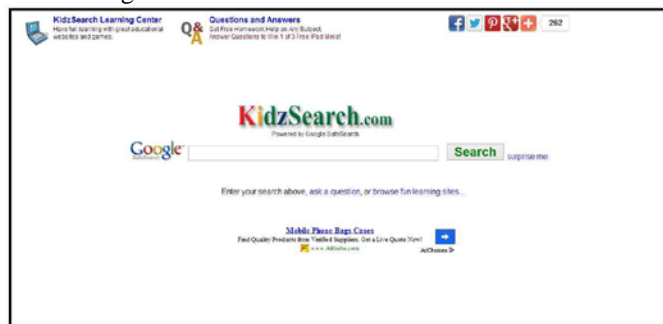 KidzSearch Learning Center
Have fun learning with great educational
websites and games.
Q&A
Questions and Answers
Get Free Homework Help on Any Subject.
Answer Questions to Win 1 of 3 Free iPad Minis!
262
KidzSearch.com
Powered by Google SafeSearch
Google
SafeSearch
Search
surprise me
Enter your search above, ask a question, or browse fun learning sites...
Mobile Phone Bags Cases
Find Quality Products from Verified Suppliers. Get a Live Quote Now!
www.Alibaba.com
AdChoices